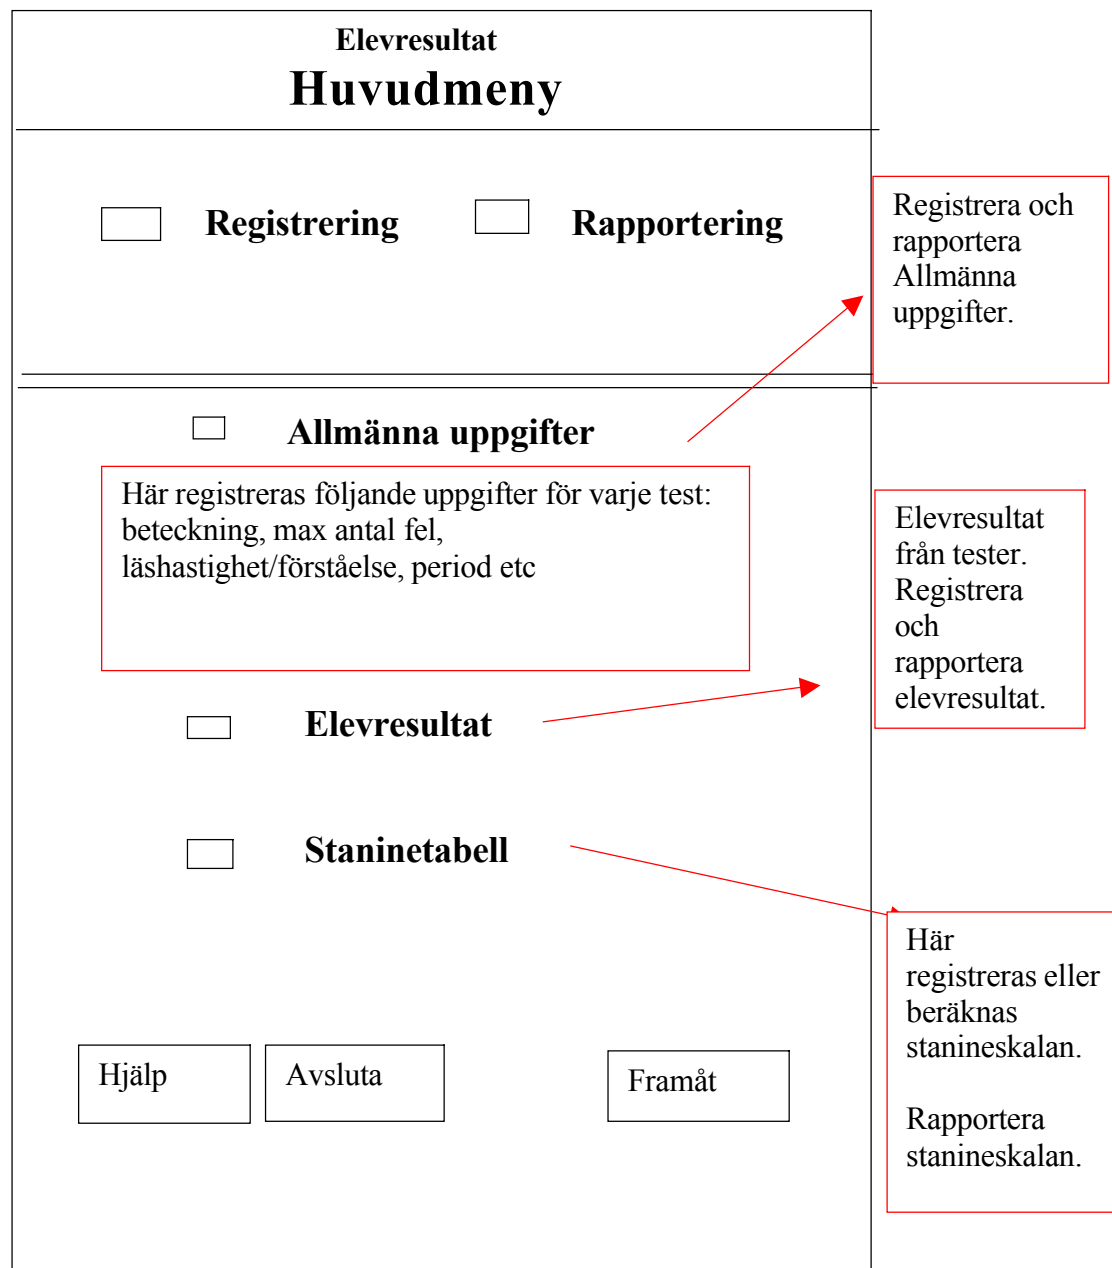 Elevresultat
Huvudmeny
Registrering
Rapportering
Registrera och
rapportera
Allmänna
uppgifter.
Allmänna uppgifter
Här registreras följande uppgifter för varje test:
beteckning, max antal fel,
läshastighet/förståelse, period etc
Elevresultat
från tester.
Registrera
och
rapportera
elevresultat.
Elevresultat
Staninetabell
Här
registreras eller
beräknas
stanineskalan.
Rapportera
stanineskalan.
Hjälp
Avsluta
Framåt